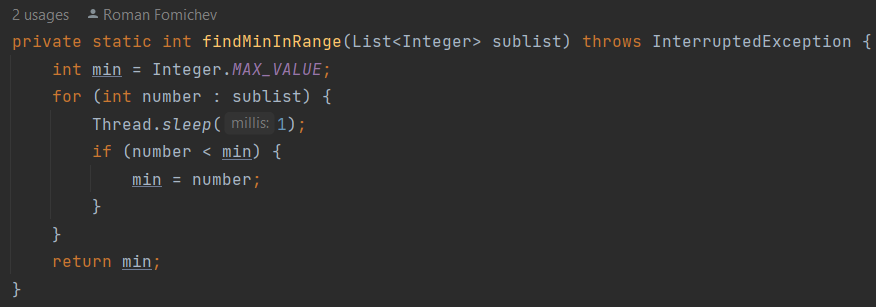 2 usages Roman Fomichev
private static int findMinInRange(List<Integer> sublist) throws InterruptedException {
    int min = Integer.MAX_VALUE;
    for (int number : sublist) {
        Thread.sleep( millis: 1);
        if (number < min) {
            min = number;
        }
    }
    return min;
}